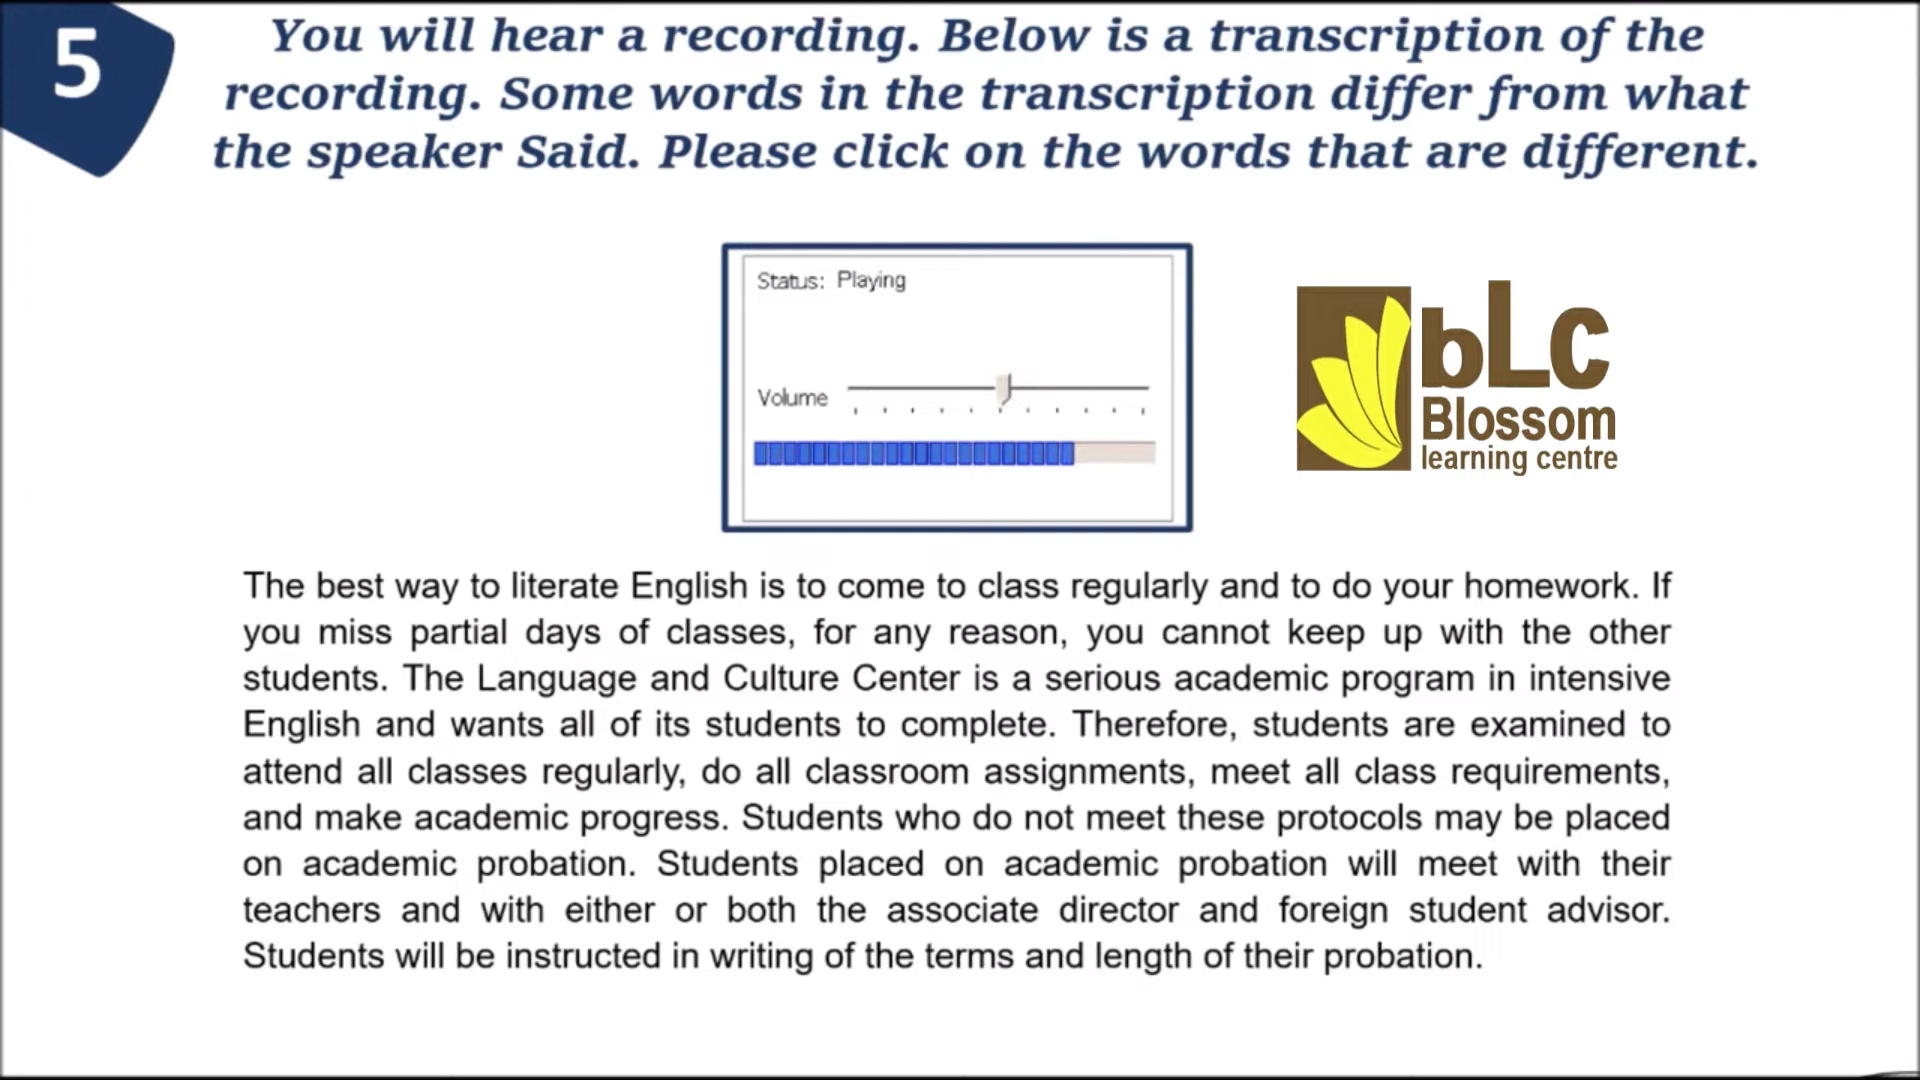 5
You will hear a recording. Below is a transcription of the
recording. Some words in the transcription differ from what
the speaker Said. Please click on the words that are different.
Status: Playing
Volume
bLc
Blossom
learning centre
The best way to literate English is to come to class regularly and to do your homework. If
you miss partial days of classes, for any reason, you cannot keep up with the other
students. The Language and Culture Center is a serious academic program in intensive
English and wants all of its students to complete. Therefore, students are examined to
attend all classes regularly, do all classroom assignments, meet all class requirements,
and make academic progress. Students who do not meet these protocols may be placed
on academic probation. Students placed on academic probation will meet with their
teachers and with either or both the associate director and foreign student advisor.
Students will be instructed in writing of the terms and length of their probation.